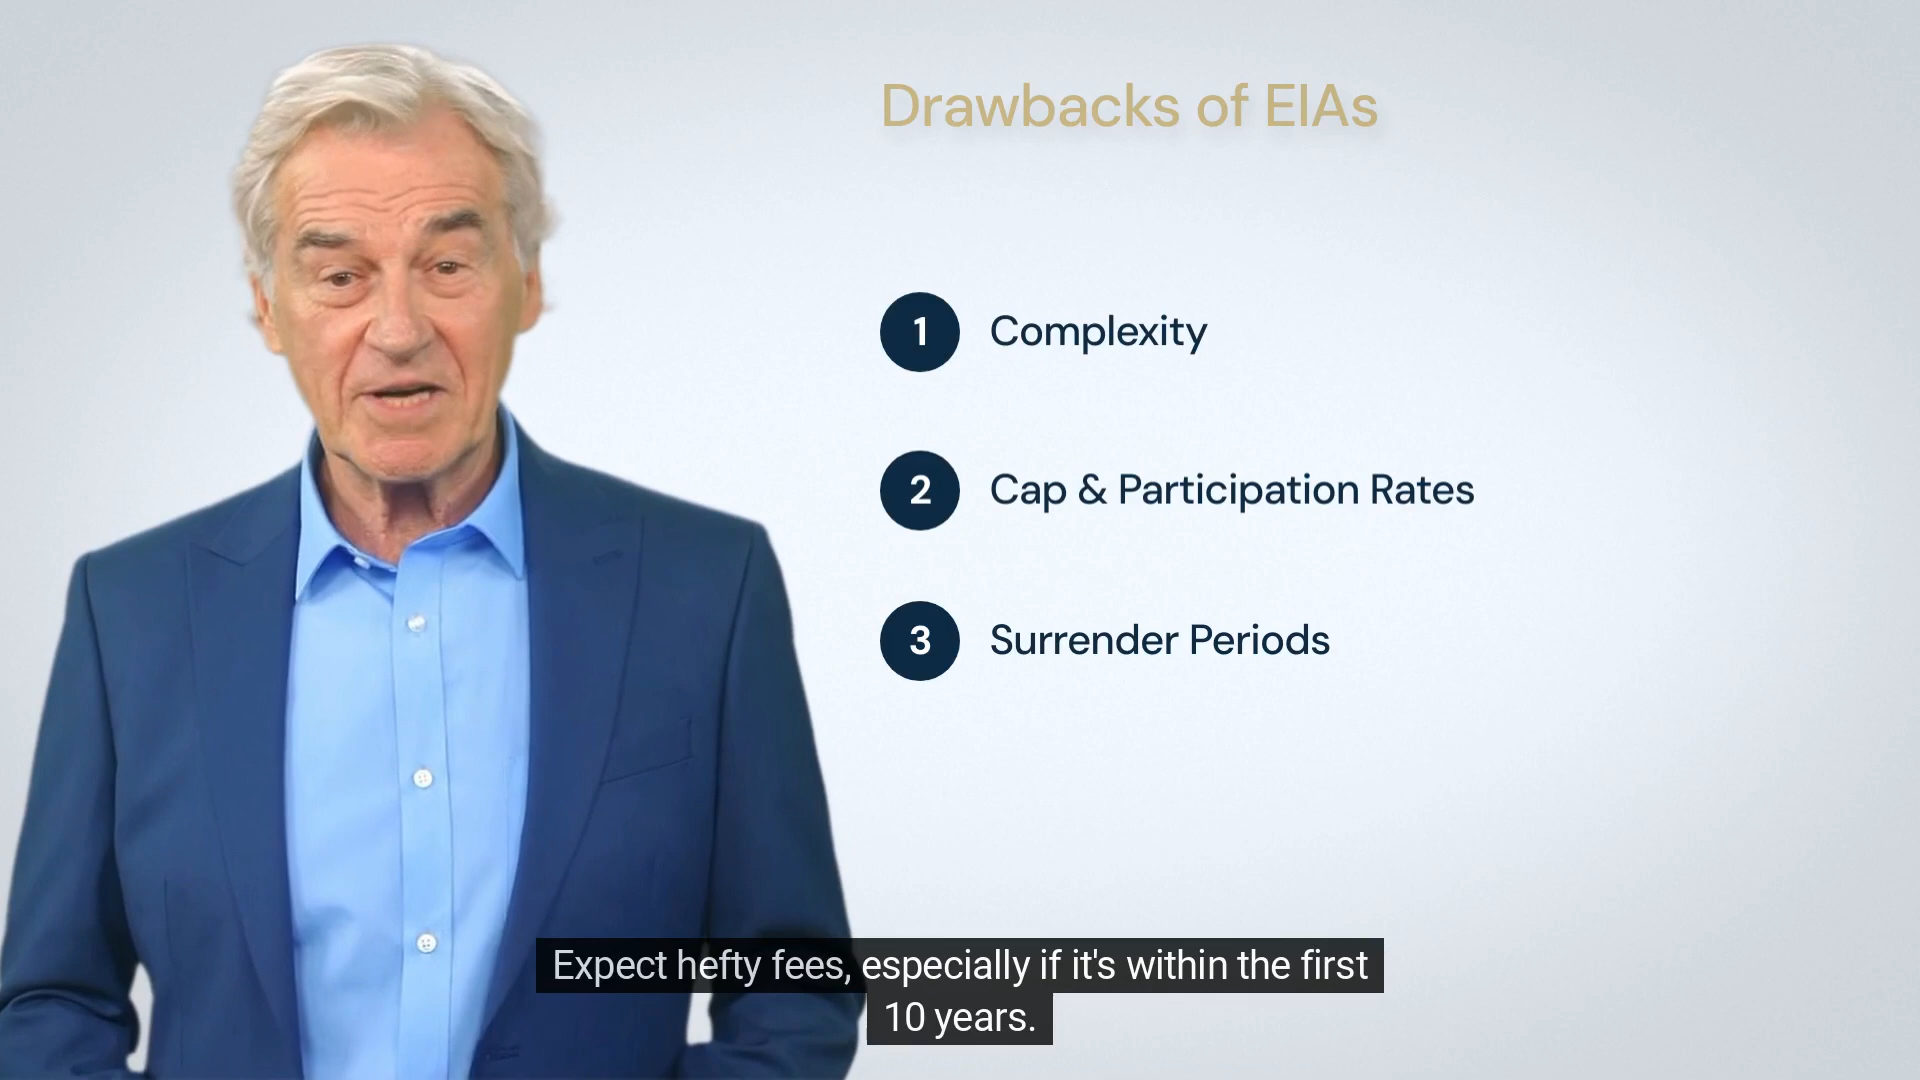 Drawbacks of EIAs
1 Complexity
2 Cap & Participation Rates
3 Surrender Periods
Expect hefty fees, especially if it's within the first
10 years.